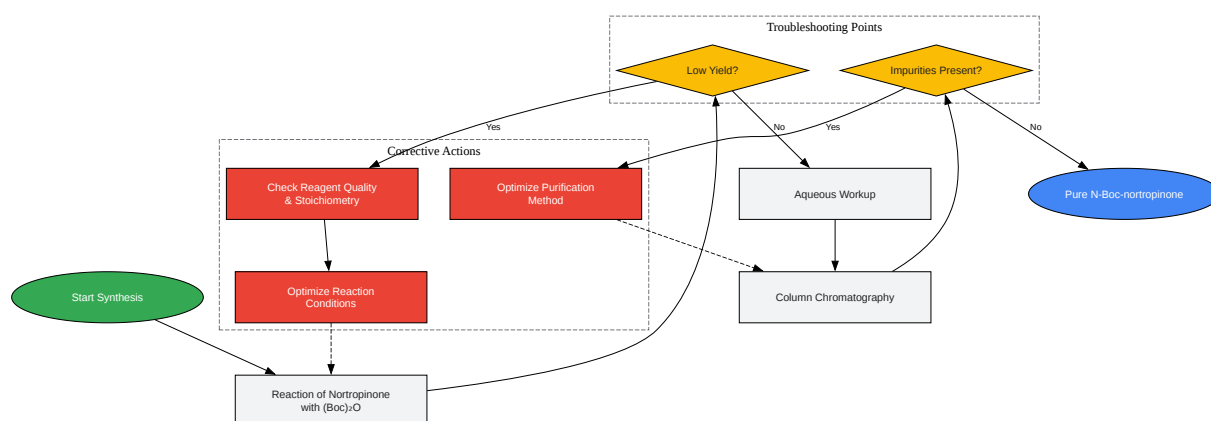 Troubleshooting Points
Low Yield?
Impurities Present?
Yes
No
Yes
No
Corrective Actions
Check Reagent Quality
& Stoichiometry
Optimize Purification
Method
Aqueous Workup
Pure N-Boc-nortropinone
Start Synthesis
Optimize Reaction
Conditions
Column Chromatography
Reaction of Nortropinone
with (Boc)₂O